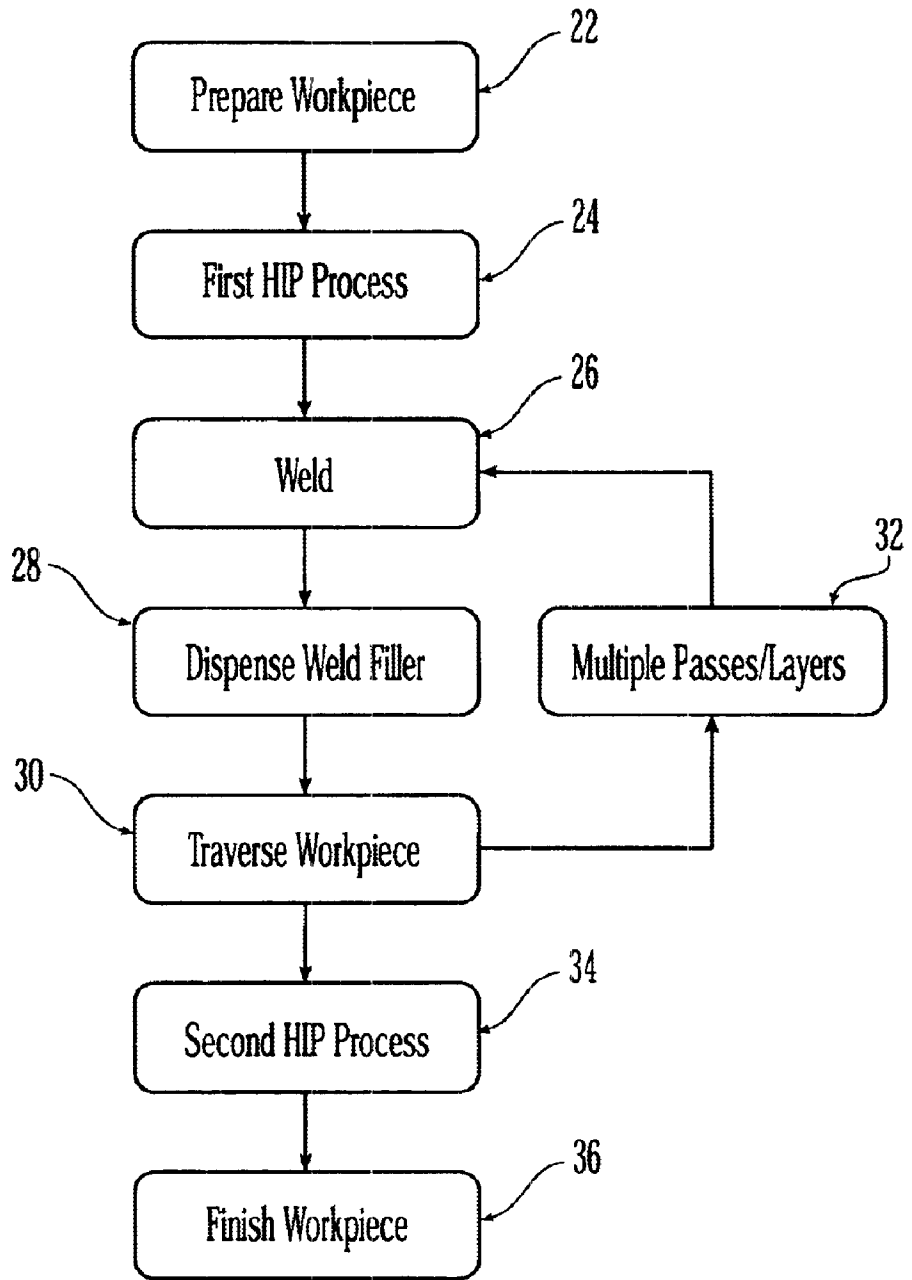 22
Prepare Workpiece
24
First HIP Process
26
Weld
28
32
Dispense Weld Filler
Multiple Passes/Layers
30
Traverse Workpiece
34
Second HIP Process
36
Finish Workpiece